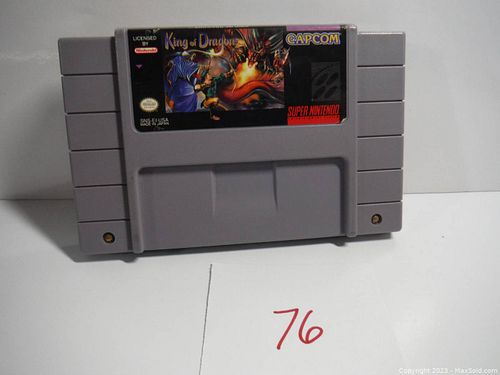 LICENSED
BY
Nintendo
King of Dragons
CAPCOM
SNS-EI-USA
MADE IN JAPAN
SUPER NINTENDO
76
Copyright 2023 - MaxSold.com